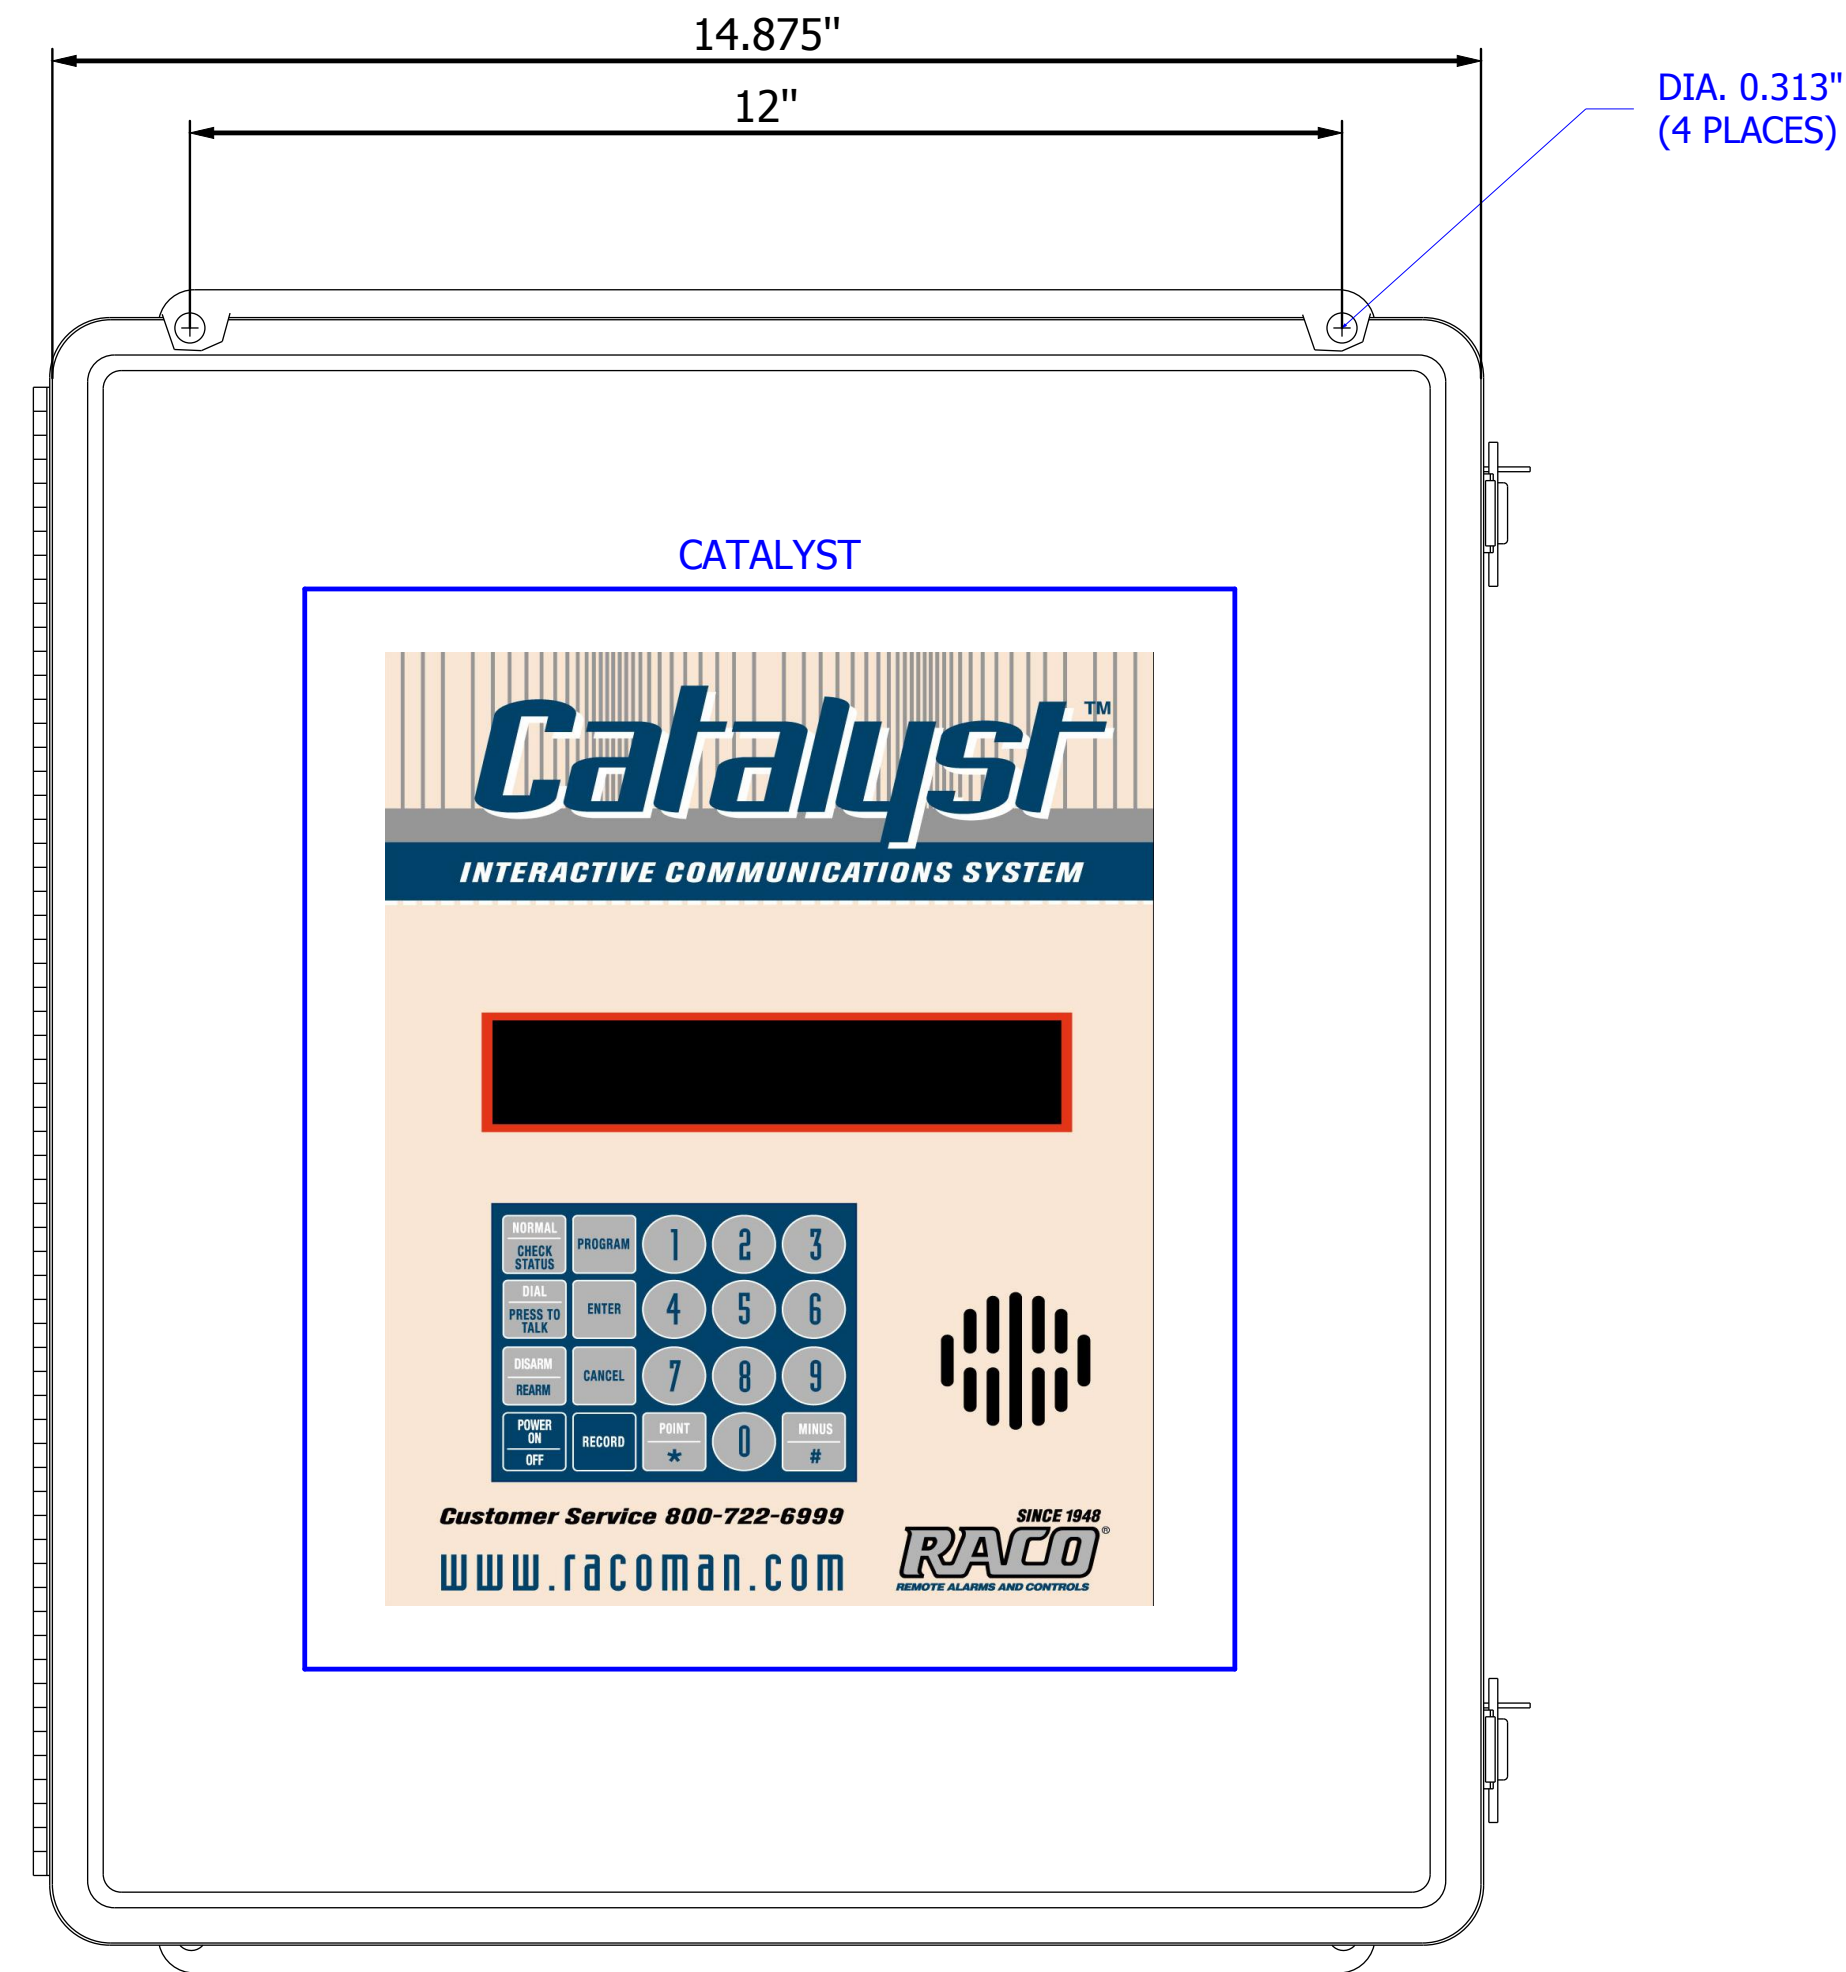 14.875"
12"
DIA. 0.313"
(4 PLACES)
CATALYST
Catalyst™
INTERACTIVE COMMUNICATIONS SYSTEM
NORMAL
CHECK
STATUS
PROGRAM
1
2
3
DIAL
PRESS TO
TALK
ENTER
4
5
6
DISARM
REARM
CANCEL
7
8
9
POWER
ON
OFF
RECORD
POINT
*
0
MINUS
#
Customer Service 800-722-6999
www.racoman.com
SINCE 1948
RACO®
REMOTE ALARMS AND CONTROLS